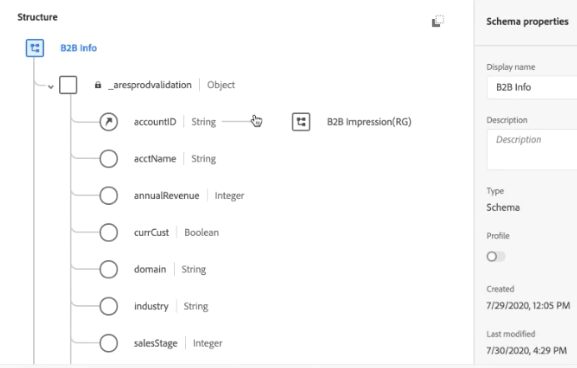 Structure
B2B Info
_aresprodvalidation Object
accountID String B2B Impression(RG)
acctName String
annualRevenue Integer
currCust Boolean
domain String
industry String
salesStage Integer
Schema properties
Display name
B2B Info
Description
Description
Type
Schema
Profile
Created
7/29/2020, 12:05 PM
Last modified
7/30/2020, 4:29 PM